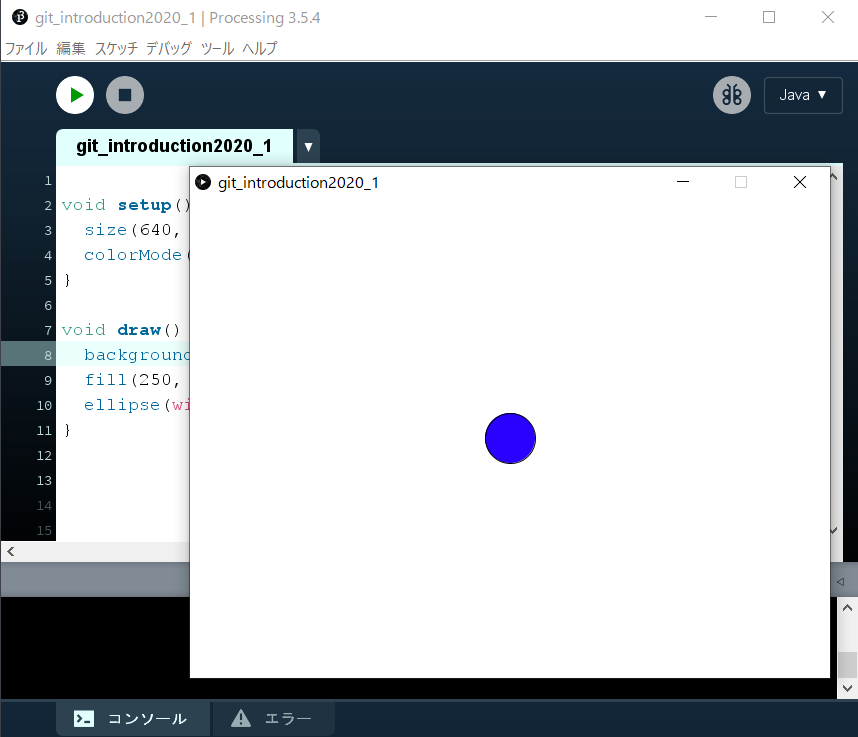 git_introduction2020_1 | Processing 3.5.4
ファイル 編集 スケッチ デバッグ ツール ヘルプ
Java ▼
git_introduction2020_1 ▼
git_introduction2020_1
1
2 void setup()
3 size(640,
4 colorMode(
5 }
6
7 void draw()
8 background
9 fill(250,
10 ellipse(wi
11 }
12
13
14
15
コンソール エラー